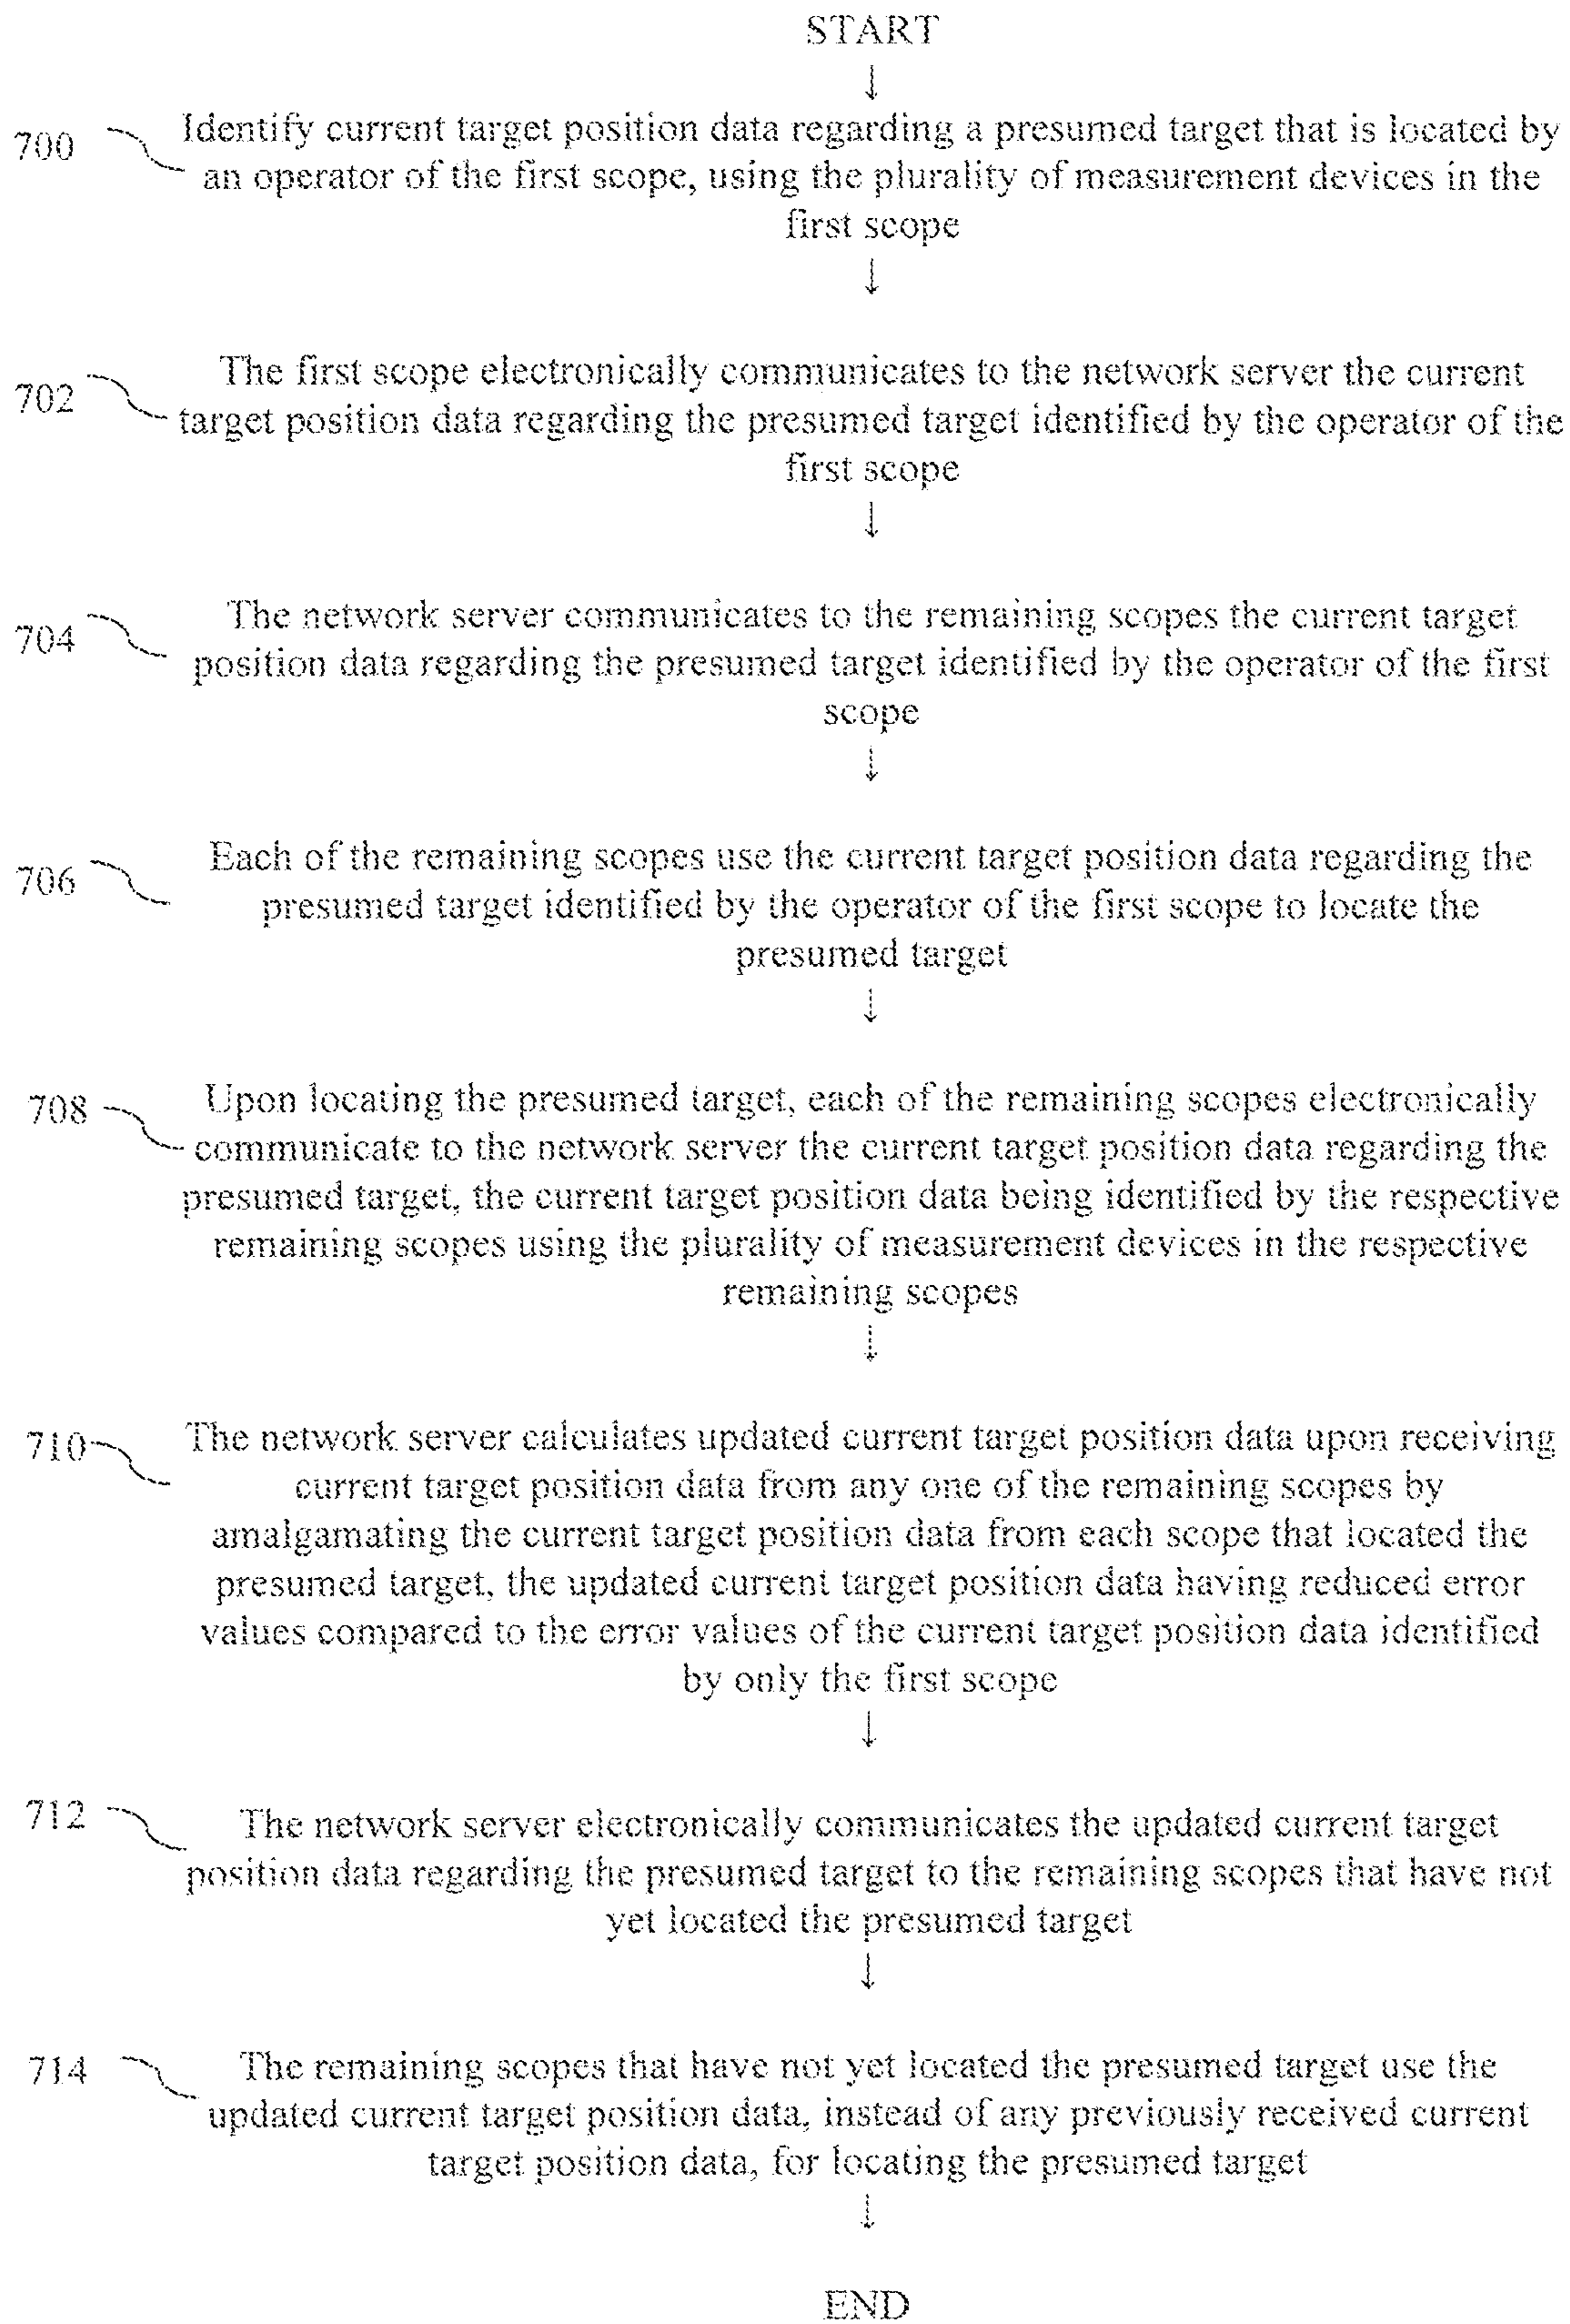 START
↓
700 Identify current target position data regarding a presumed target that is located by
an operator of the first scope, using the plurality of measurement devices in the
first scope
↓
702 The first scope electronically communicates to the network server the current
target position data regarding the presumed target identified by the operator of the
first scope
↓
704 The network server communicates to the remaining scopes the current target
position data regarding the presumed target identified by the operator of the first
scope
↓
706 Each of the remaining scopes use the current target position data regarding the
presumed target identified by the operator of the first scope to locate the
presumed target
↓
708 Upon locating the presumed target, each of the remaining scopes electronically
communicate to the network server the current target position data regarding the
presumed target, the current target position data being identified by the respective
remaining scopes using the plurality of measurement devices in the respective
remaining scopes
↓
710 The network server calculates updated current target position data upon receiving
current target position data from any one of the remaining scopes by
amalgamating the current target position data from each scope that located the
presumed target, the updated current target position data having reduced error
values compared to the error values of the current target position data identified
by only the first scope
↓
712 The network server electronically communicates the updated current target
position data regarding the presumed target to the remaining scopes that have not
yet located the presumed target
↓
714 The remaining scopes that have not yet located the presumed target use the
updated current target position data, instead of any previously received current
target position data, for locating the presumed target
↓
END